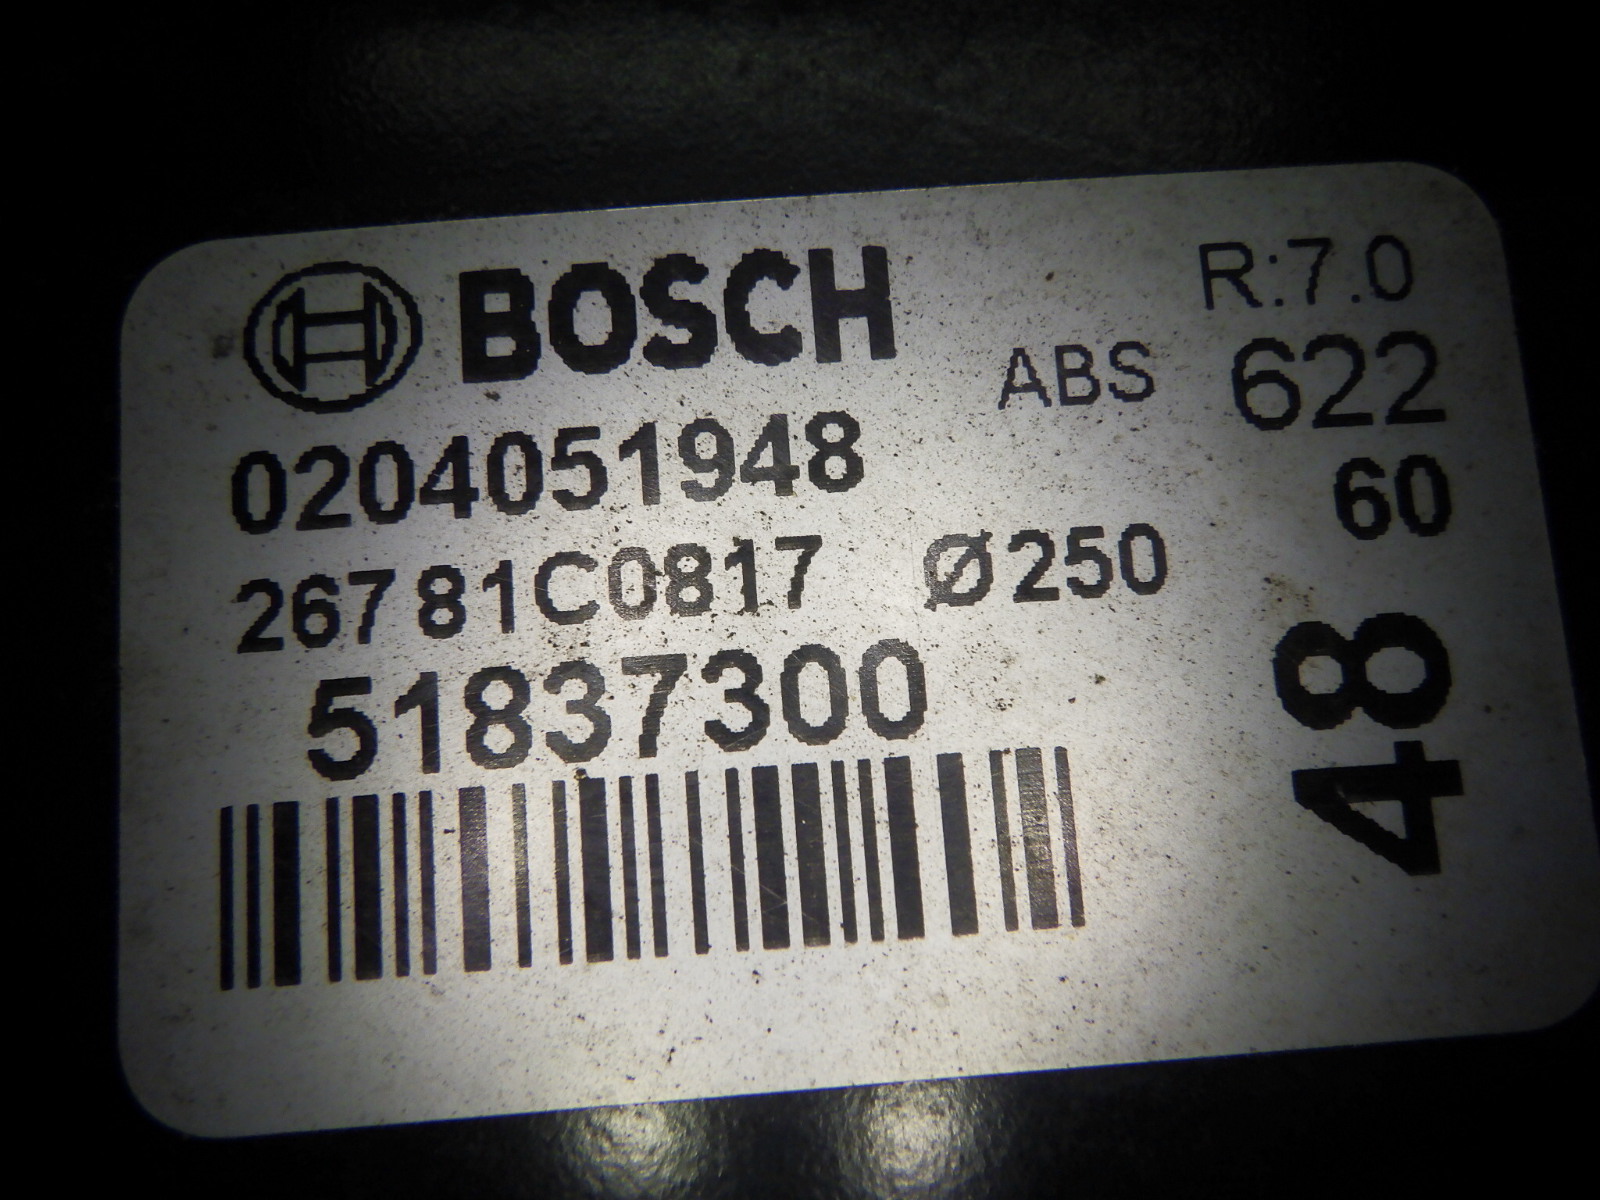 BOSCH
R:7.0
ABS 622
0204051948
60
26781C0817 Ø250
51837300
48